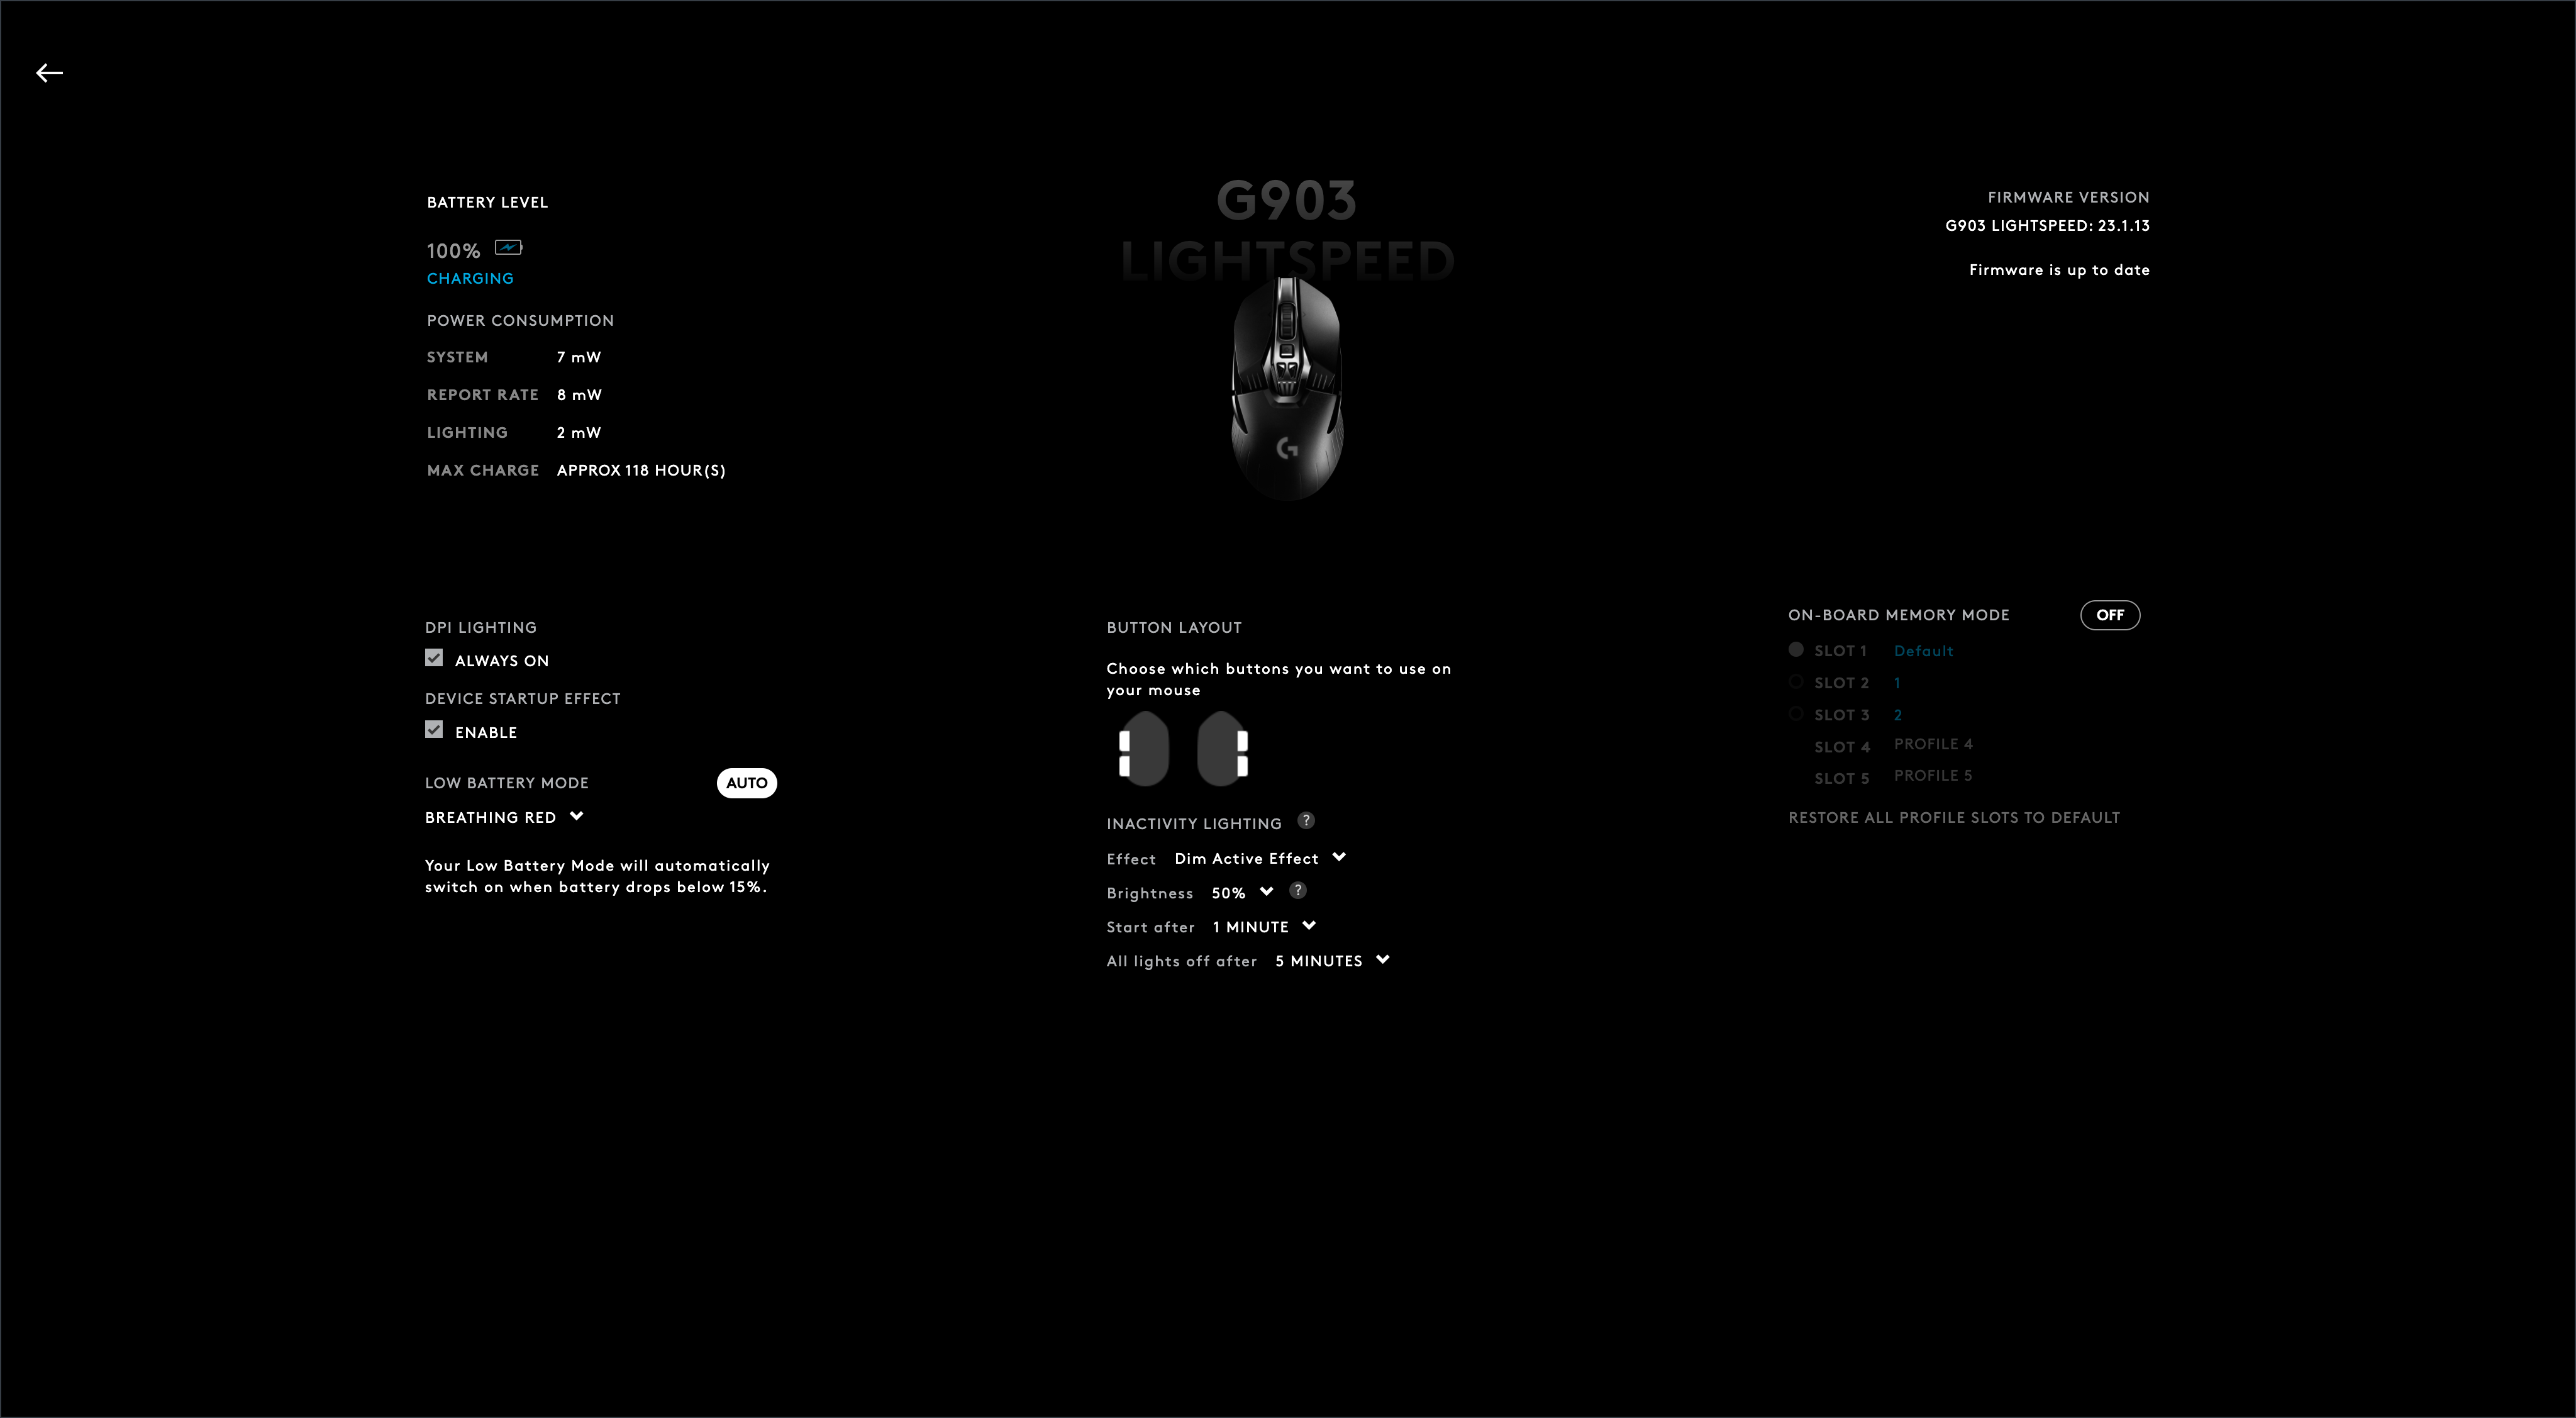 BATTERY LEVEL
100%
CHARGING
POWER CONSUMPTION
SYSTEM 7 mW
REPORT RATE 8 mW
LIGHTING 2 mW
MAX CHARGE APPROX 118 HOUR(S)
G903
LIGHTSPEED
FIRMWARE VERSION
G903 LIGHTSPEED: 23.1.13
Firmware is up to date
DPI LIGHTING
ALWAYS ON
DEVICE STARTUP EFFECT
ENABLE
LOW BATTERY MODE AUTO
BREATHING RED
Your Low Battery Mode will automatically
switch on when battery drops below 15%.
BUTTON LAYOUT
Choose which buttons you want to use on
your mouse
INACTIVITY LIGHTING ?
Effect Dim Active Effect
Brightness 50% ?
Start after 1 MINUTE
All lights off after 5 MINUTES
ON-BOARD MEMORY MODE OFF
SLOT 1 Default
SLOT 2 1
SLOT 3 2
SLOT 4 PROFILE 4
SLOT 5 PROFILE 5
RESTORE ALL PROFILE SLOTS TO DEFAULT